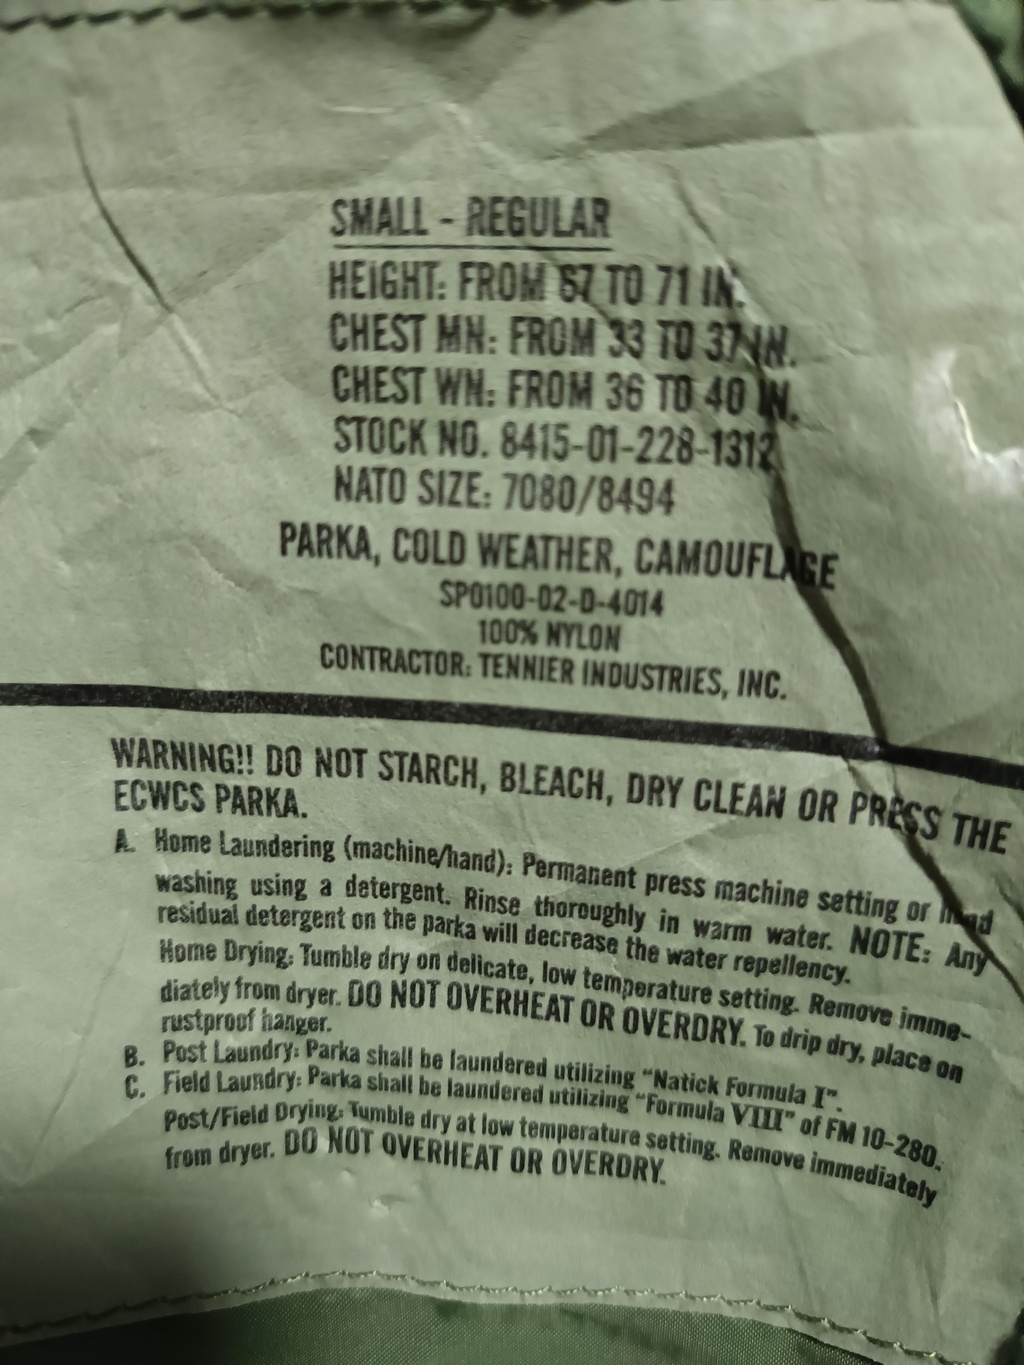 SMALL - REGULAR
HEIGHT: FROM 67 TO 71 IN.
CHEST MN: FROM 33 TO 37 IN.
CHEST WN: FROM 36 TO 40 IN.
STOCK NO. 8415-01-228-1312
NATO SIZE: 7080/8494
PARKA, COLD WEATHER, CAMOUFLAGE
SP0100-02-D-4014
100% NYLON
CONTRACTOR: TENNIER INDUSTRIES, INC.
WARNING!! DO NOT STARCH, BLEACH, DRY CLEAN OR PRESS THE
ECWCS PARKA.
A. Home Laundering (machine/hand): Permanent press machine setting or hand
washing using a detergent. Rinse thoroughly in warm water. NOTE: Any
residual detergent on the parka will decrease the water repellency.
Home Drying: Tumble dry on delicate, low temperature setting. Remove imme-
diately from dryer. DO NOT OVERHEAT OR OVERDRY. To drip dry, place on
rustproof hanger.
B. Post Laundry: Parka shall be laundered utilizing "Natick Formula I".
C. Field Laundry: Parka shall be laundered utilizing "Formula VIII" of FM 10-280.
Post/Field Drying: Tumble dry at low temperature setting. Remove immediately
from dryer. DO NOT OVERHEAT OR OVERDRY.